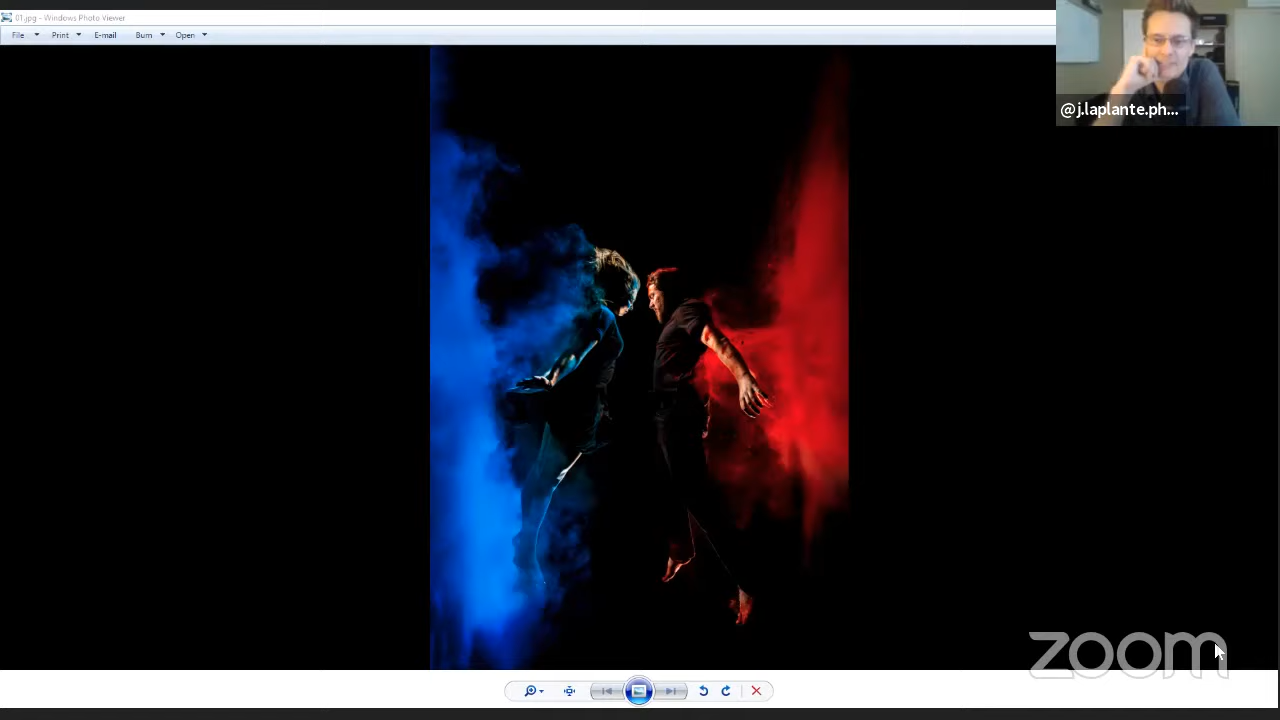 01.jpg - Windows Photo Viewer
File Print E-mail Burn Open
@j.laplante.ph...
zoom